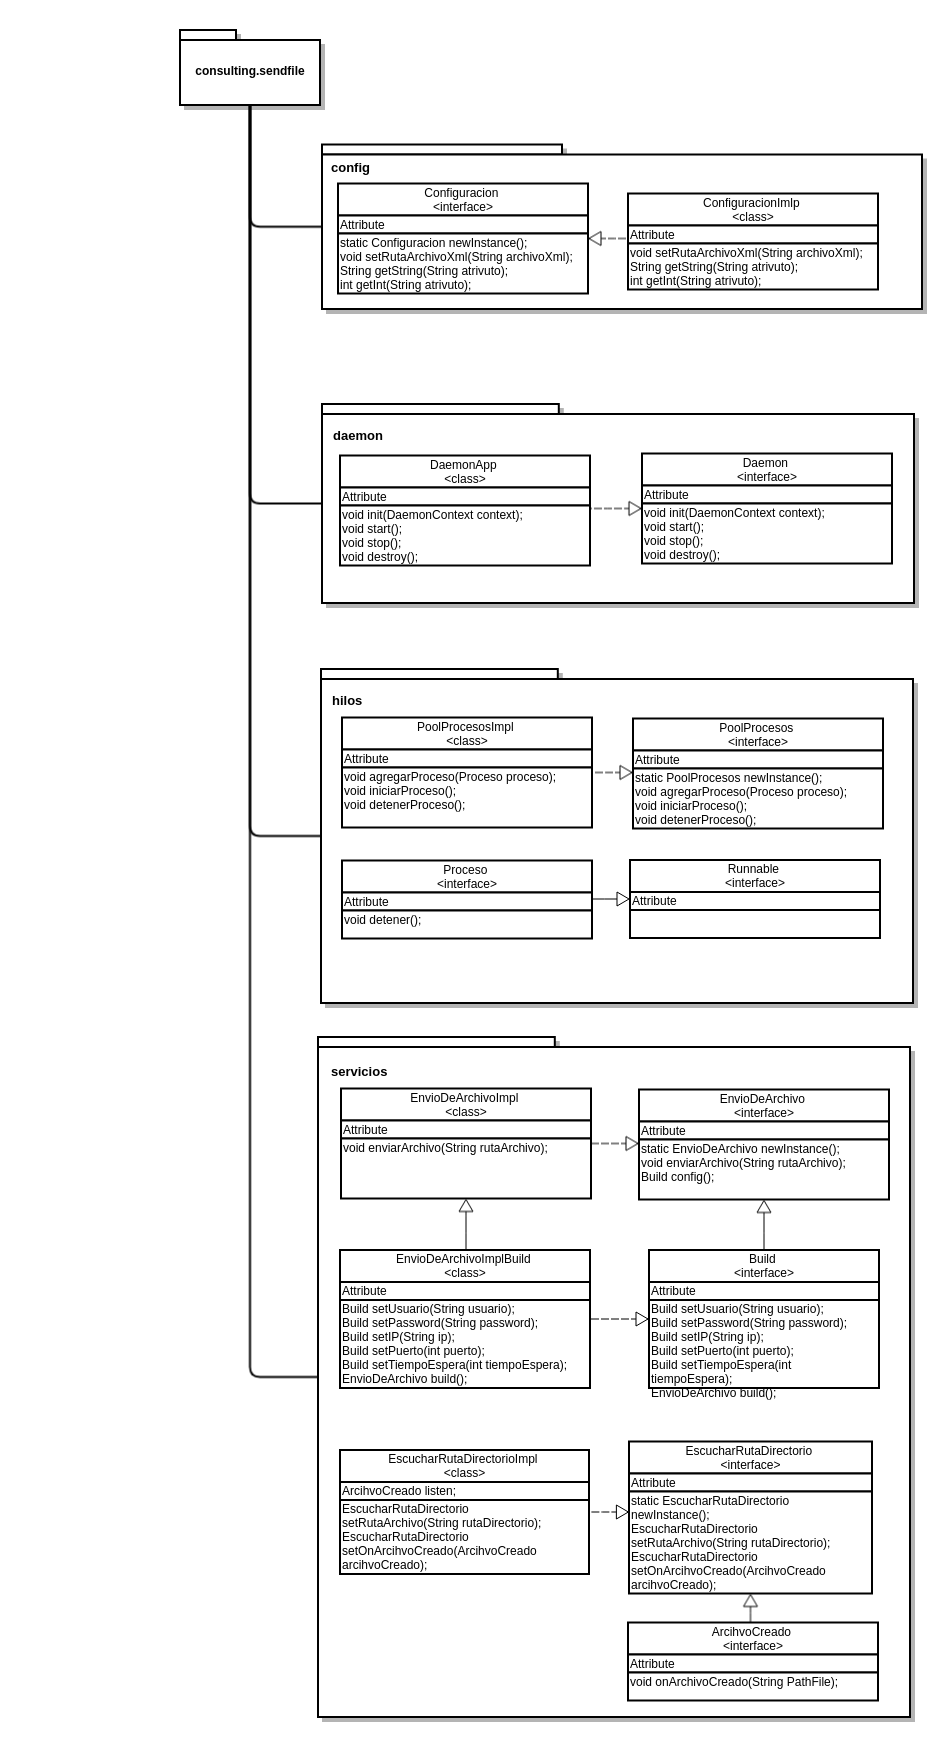 consulting.sendfile
config
Configuracion
<interface>
Attribute
static Configuracion newInstance();
void setRutaArchivoXml(String archivoXml);
String getString(String atrivuto);
int getInt(String atrivuto);
ConfiguracionImlp
<class>
Attribute
void setRutaArchivoXml(String archivoXml);
String getString(String atrivuto);
int getInt(String atrivuto);
daemon
DaemonApp
<class>
Attribute
void init(DaemonContext context);
void start();
void stop();
void destroy();
Daemon
<interface>
Attribute
void init(DaemonContext context);
void start();
void stop();
void destroy();
hilos
PoolProcesosImpl
<class>
Attribute
void agregarProceso(Proceso proceso);
void iniciarProceso();
void detenerProceso();
PoolProcesos
<interface>
Attribute
static PoolProcesos newInstance();
void agregarProceso(Proceso proceso);
void iniciarProceso();
void detenerProceso();
Proceso
<interface>
Attribute
void detener();
Runnable
<interface>
Attribute
servicios
EnvioDeArchivoImpl
<class>
Attribute
void enviarArchivo(String rutaArchivo);
EnvioDeArchivo
<interface>
Attribute
static EnvioDeArchivo newInstance();
void enviarArchivo(String rutaArchivo);
Build config();
EnvioDeArchivoImplBuild
<class>
Attribute
Build setUsuario(String usuario);
Build setPassword(String password);
Build setIP(String ip);
Build setPuerto(int puerto);
Build setTiempoEspera(int tiempoEspera);
EnvioDeArchivo build();
Build
<interface>
Attribute
Build setUsuario(String usuario);
Build setPassword(String password);
Build setIP(String ip);
Build setPuerto(int puerto);
Build setTiempoEspera(int
tiempoEspera);
EnvioDeArchivo build();
EscucharRutaDirectorioImpl
<class>
ArcihvoCreado listen;
EscucharRutaDirectorio
setRutaArchivo(String rutaDirectorio);
EscucharRutaDirectorio
setOnArcihvoCreado(ArcihvoCreado
arcihvoCreado);
EscucharRutaDirectorio
<interface>
Attribute
static EscucharRutaDirectorio
newInstance();
EscucharRutaDirectorio
setRutaArchivo(String rutaDirectorio);
EscucharRutaDirectorio
setOnArcihvoCreado(ArcihvoCreado
arcihvoCreado);
ArcihvoCreado
<interface>
Attribute
void onArchivoCreado(String PathFile);